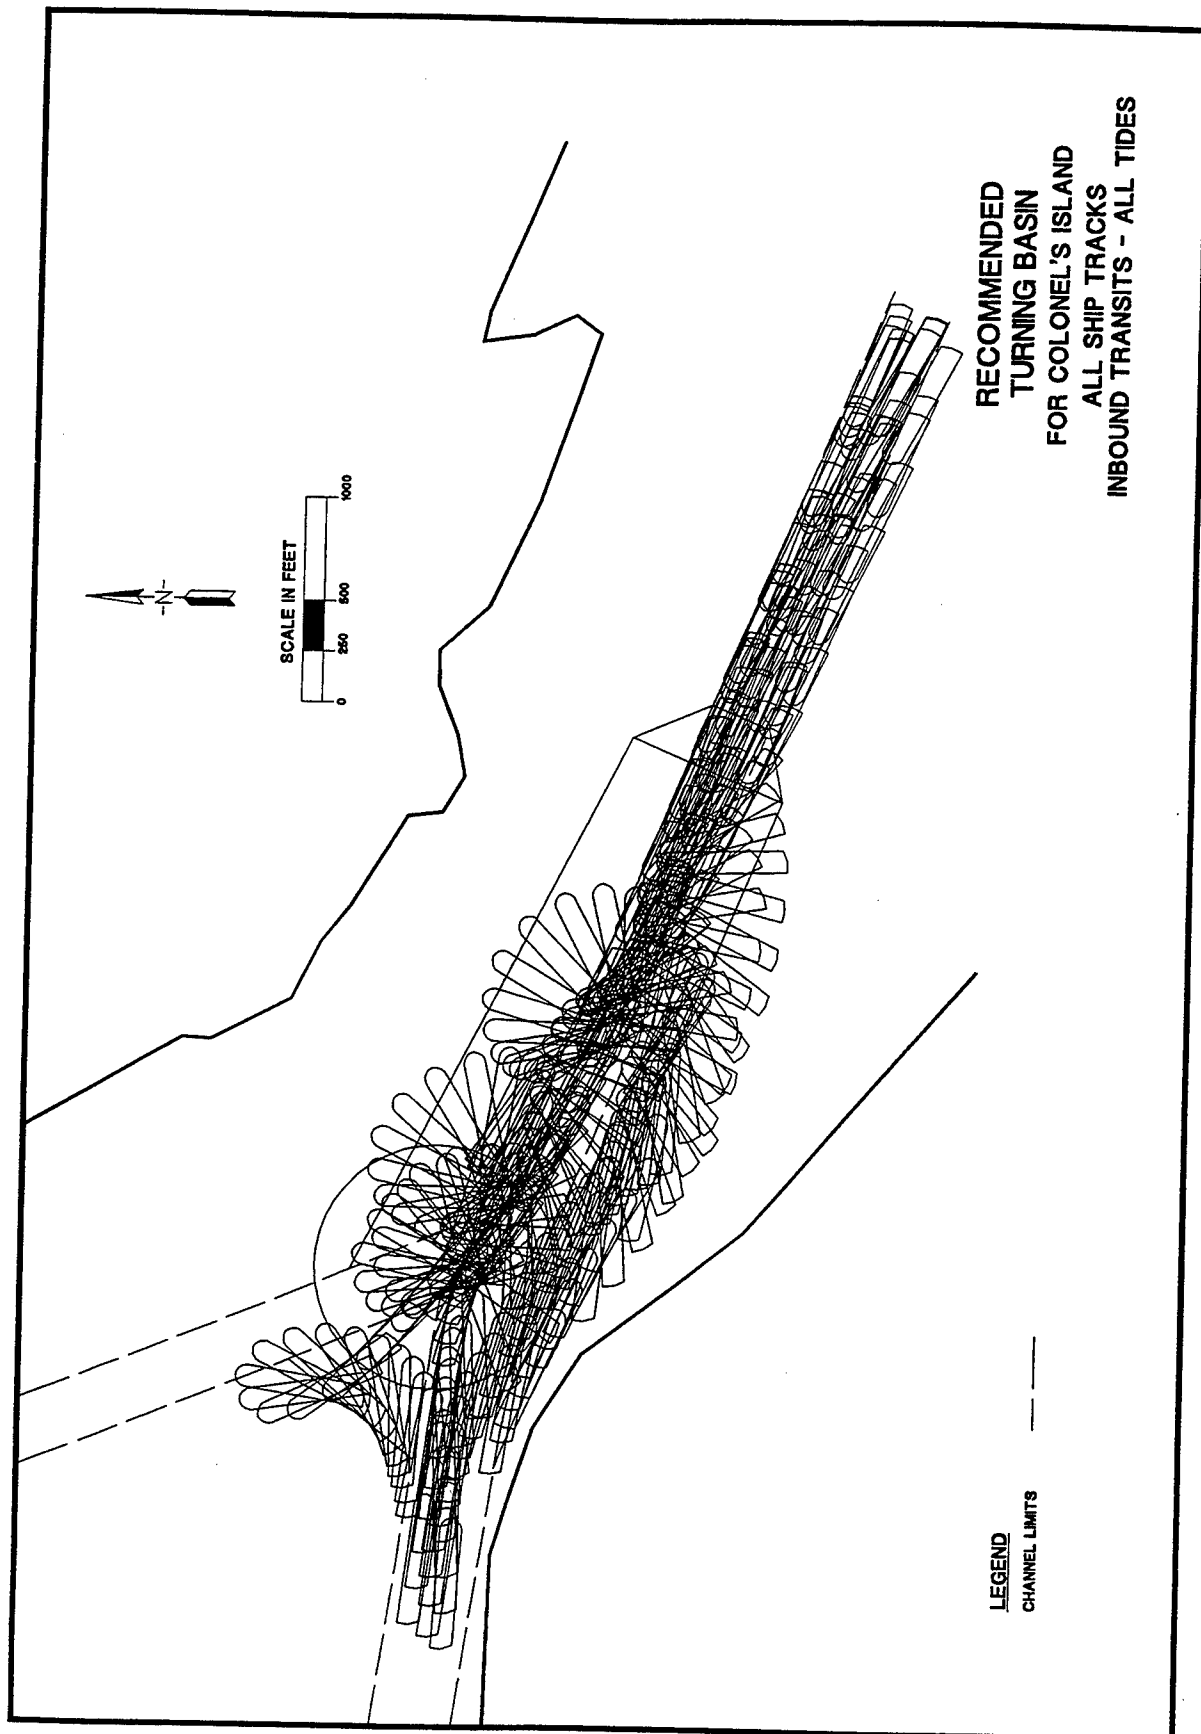 -N-
SCALE IN FEET
0 250 500 1000
RECOMMENDED
TURNING BASIN
FOR COLONEL'S ISLAND
ALL SHIP TRACKS
INBOUND TRANSITS - ALL TIDES
LEGEND
CHANNEL LIMITS